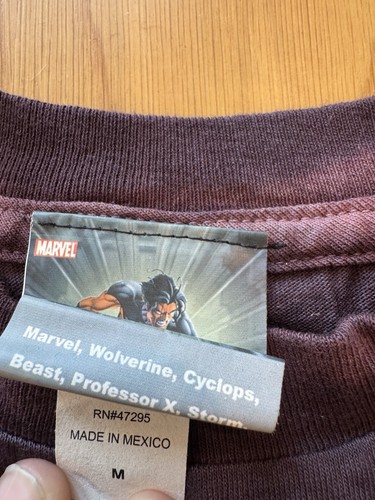 MARVEL
Marvel, Wolverine, Cyclops,
Beast, Professor X, Storm,
RN#47295
MADE IN MEXICO
M